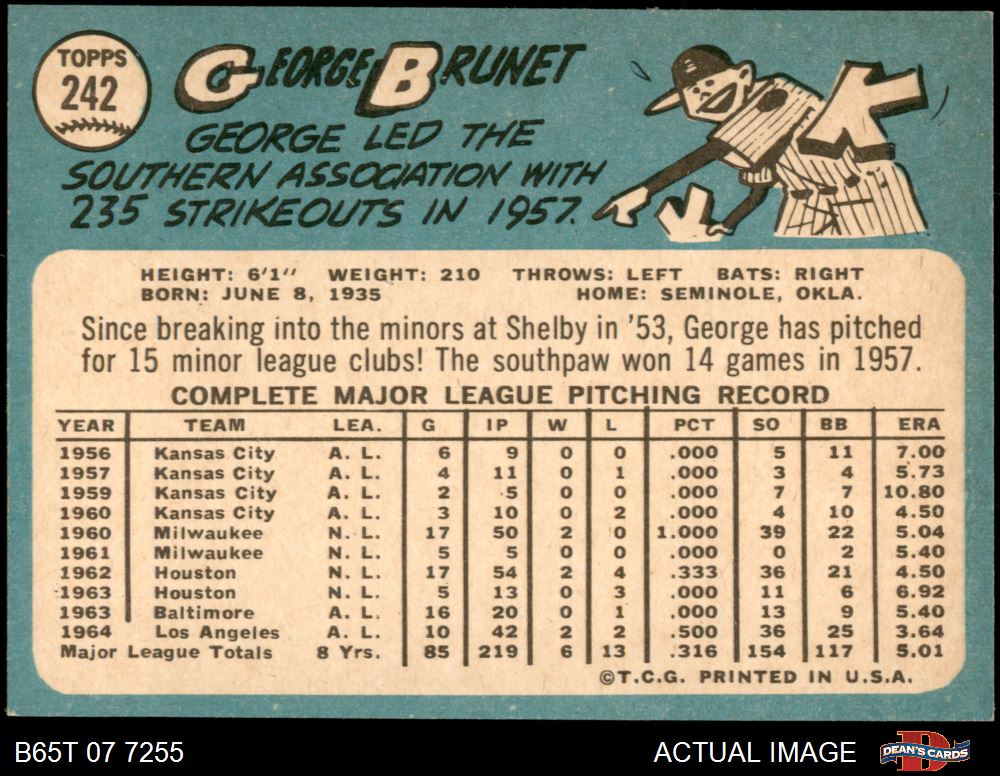 TOPPS
242
GEORGE BRUNET
GEORGE LED THE
SOUTHERN ASSOCIATION WITH
235 STRIKEOUTS IN 1957.
K K
HEIGHT: 6'1" WEIGHT: 210 THROWS: LEFT BATS: RIGHT
BORN: JUNE 8, 1935 HOME: SEMINOLE, OKLA.
Since breaking into the minors at Shelby in '53, George has pitched
for 15 minor league clubs! The southpaw won 14 games in 1957.
COMPLETE MAJOR LEAGUE PITCHING RECORD
YEAR TEAM LEA. G IP W L PCT SO BB ERA
1956 Kansas City A. L. 6 9 0 0 .000 5 11 7.00
1957 Kansas City A. L. 4 11 0 1 .000 3 4 5.73
1959 Kansas City A. L. 2 5 0 0 .000 7 7 10.80
1960 Kansas City A. L. 3 10 0 2 .000 4 10 4.50
1960 Milwaukee N. L. 17 50 2 0 1.000 39 22 5.04
1961 Milwaukee N. L. 5 5 0 0 .000 0 2 5.40
1962 Houston N. L. 17 54 2 4 .333 36 21 4.50
1963 Houston N. L. 5 13 0 3 .000 11 6 6.92
1963 Baltimore A. L. 16 20 0 1 .000 13 9 5.40
1964 Los Angeles A. L. 10 42 2 2 .500 36 25 3.64
Major League Totals 8 Yrs. 85 219 6 13 .316 154 117 5.01
©T.C.G. PRINTED IN U.S.A.
B65T 07 7255 ACTUAL IMAGE DEAN'S CARDS